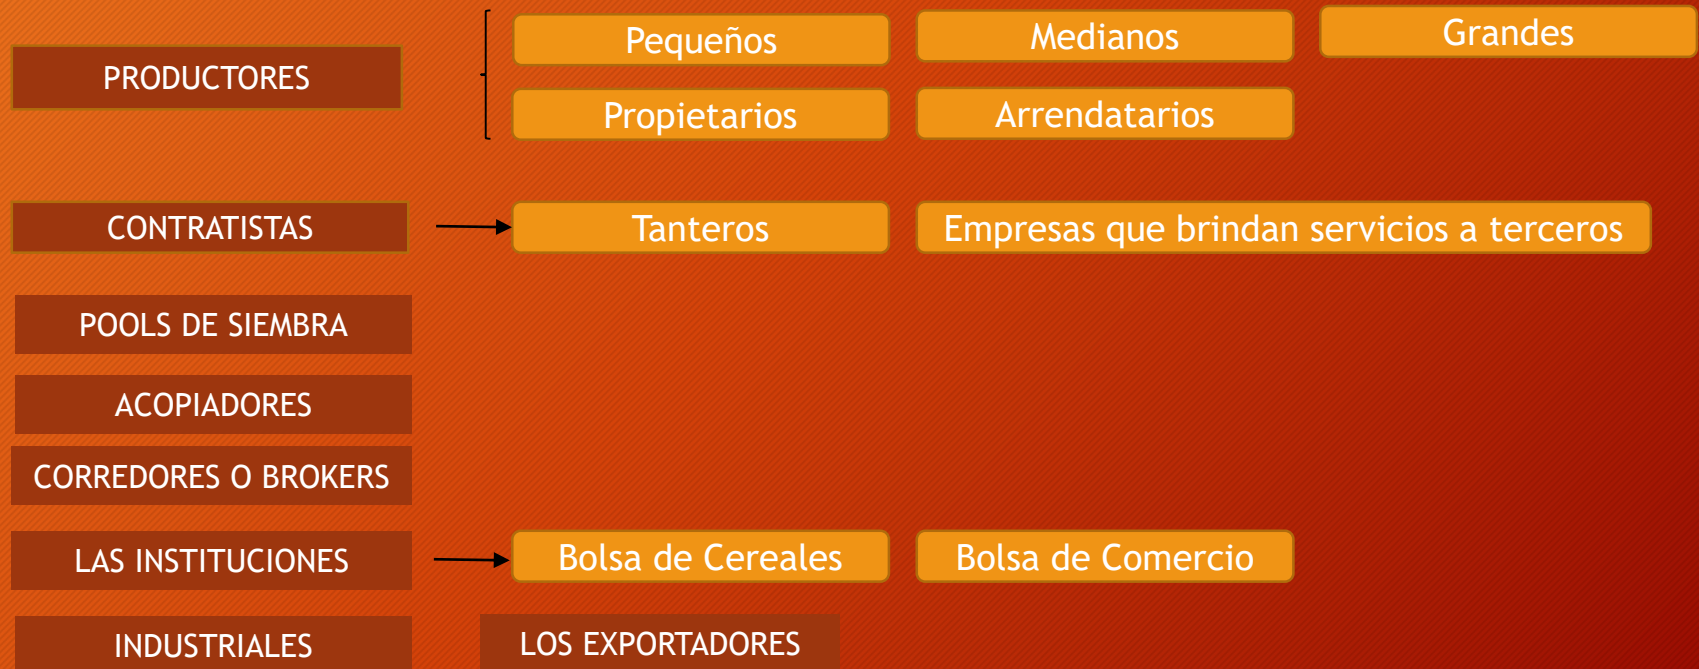 PRODUCTORES
Pequeños
Medianos
Grandes
Propietarios
Arrendatarios
CONTRATISTAS
Tanteros
Empresas que brindan servicios a terceros
POOLS DE SIEMBRA
ACOPIADORES
CORREDORES O BROKERS
LAS INSTITUCIONES
Bolsa de Cereales
Bolsa de Comercio
INDUSTRIALES
LOS EXPORTADORES